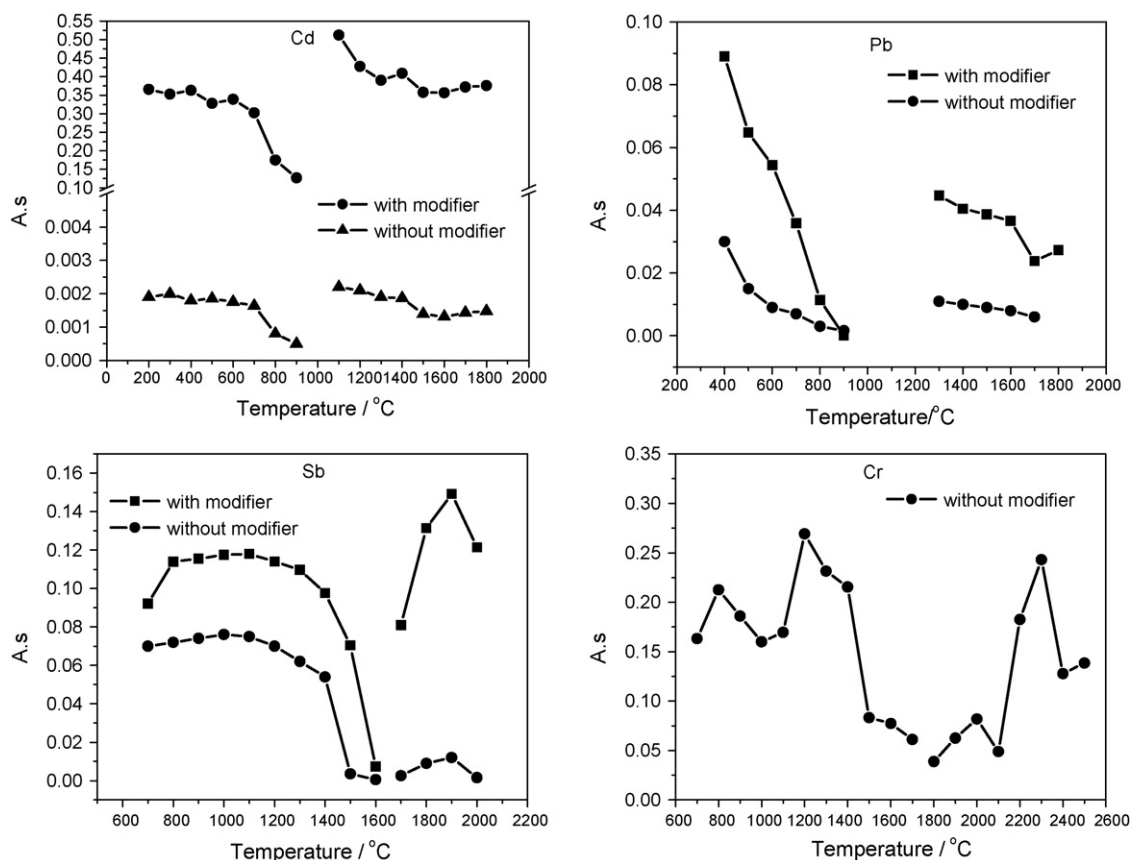 Cd
0.55
0.50
0.45
0.40
0.35
0.30
0.25
0.20
0.15
0.10
0.004
0.003
0.002
0.001
0.000
A.s
with modifier
without modifier
0 200 400 600 800 1000 1200 1400 1600 1800 2000
Temperature / °C
Pb
0.10
0.08
0.06
0.04
0.02
0.00
A.s
with modifier
without modifier
200 400 600 800 1000 1200 1400 1600 1800 2000
Temperature/°C
Sb
0.16
0.14
0.12
0.10
0.08
0.06
0.04
0.02
0.00
A.s
with modifier
without modifier
600 800 1000 1200 1400 1600 1800 2000 2200
Temperature / °C
Cr
0.35
0.30
0.25
0.20
0.15
0.10
0.05
0.00
A.s
without modifier
600 800 1000 1200 1400 1600 1800 2000 2200 2400 2600
Temperature / °C